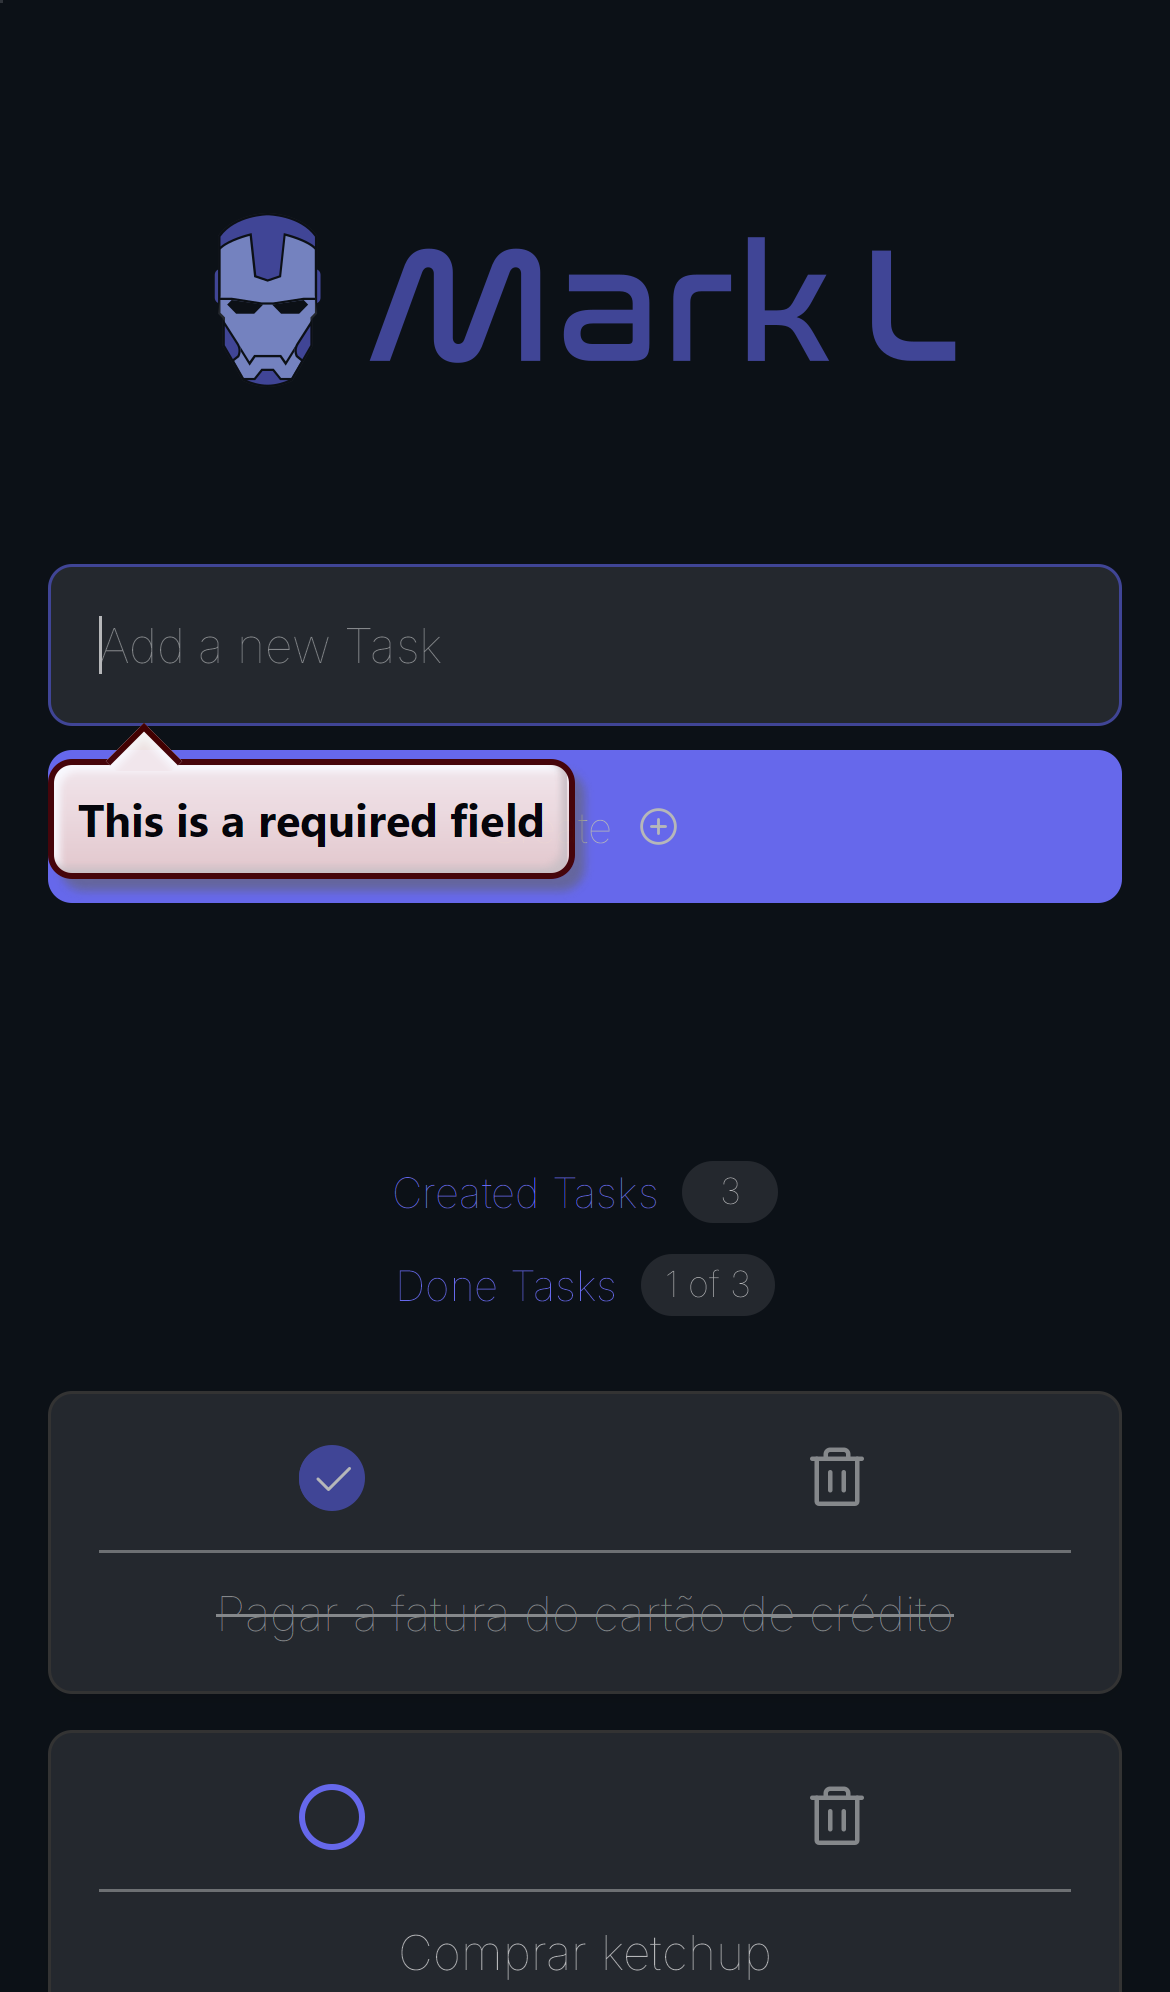 Mark L
Add a new Task
This is a required field
te
Created Tasks 3
Done Tasks 1 of 3
Pagar a fatura do cartão de crédito
Comprar ketchup